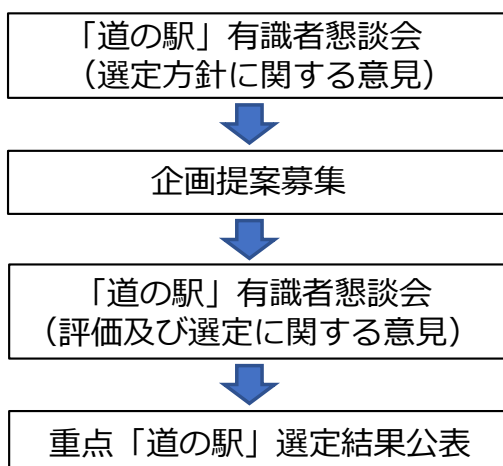 「道の駅」有識者懇談会
（選定方針に関する意見）
企画提案募集
「道の駅」有識者懇談会
（評価及び選定に関する意見）
重点「道の駅」選定結果公表